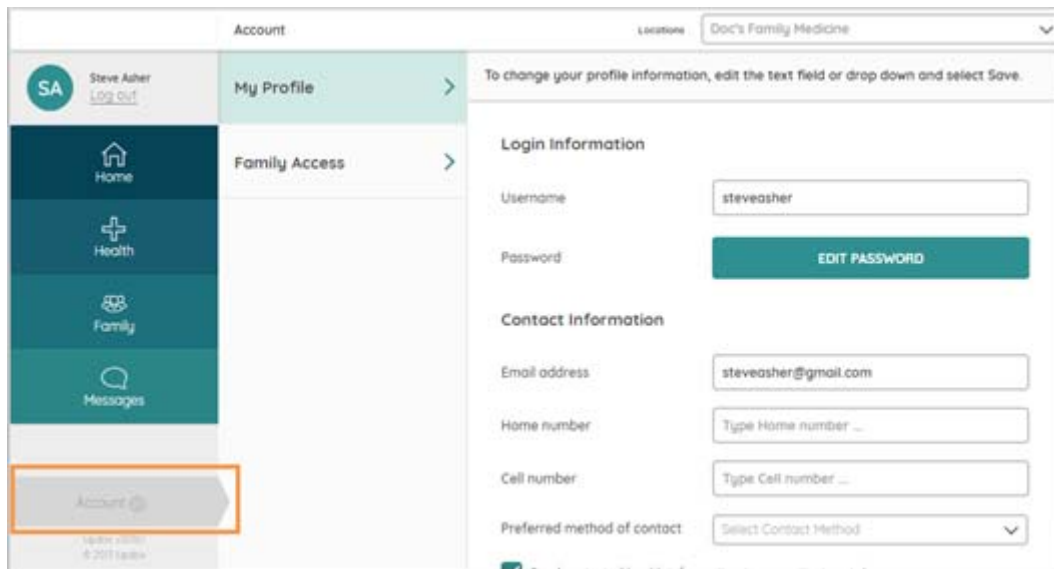 Account
Locations
Doc's Family Medicine
SA
Steve Asher
Log out
Home
Health
Family
Messages
Account
My Profile
Family Access
To change your profile information, edit the text field or drop down and select Save.
Login Information
Username
steveasher
Password
EDIT PASSWORD
Contact Information
Email address
steveasher@gmail.com
Home number
Type Home number ...
Cell number
Type Cell number ...
Preferred method of contact
Select Contact Method